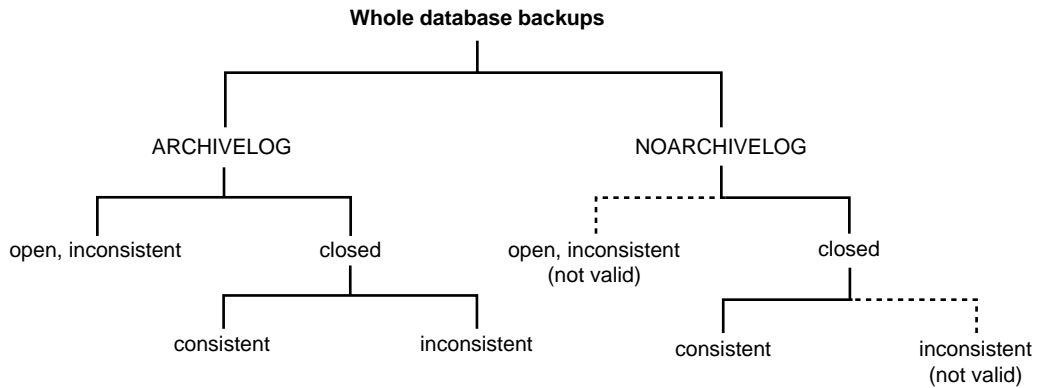 Whole database backups
ARCHIVELOG
NOARCHIVELOG
open, inconsistent
closed
open, inconsistent
(not valid)
closed
consistent
inconsistent
consistent
inconsistent
(not valid)